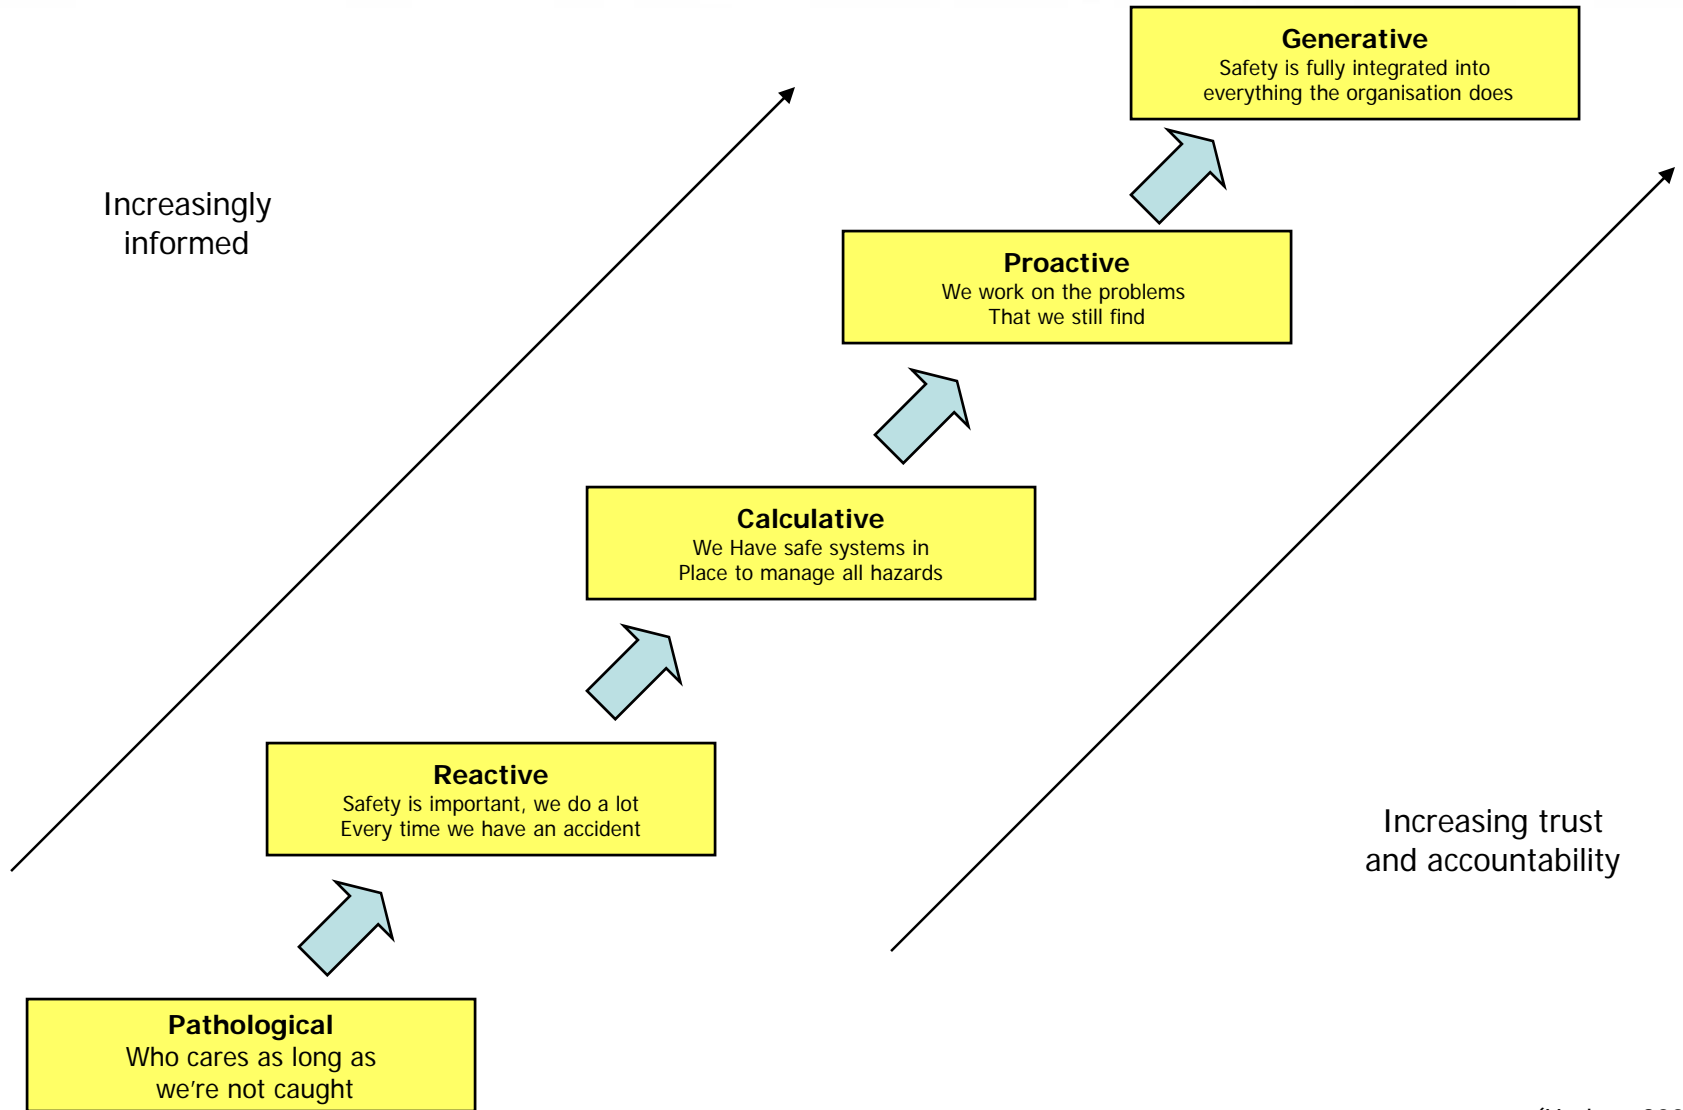 Generative
Safety is fully integrated into
everything the organisation does
Increasingly
informed
Proactive
We work on the problems
That we still find
Calculative
We Have safe systems in
Place to manage all hazards
Reactive
Safety is important, we do a lot
Every time we have an accident
Increasing trust
and accountability
Pathological
Who cares as long as
we're not caught